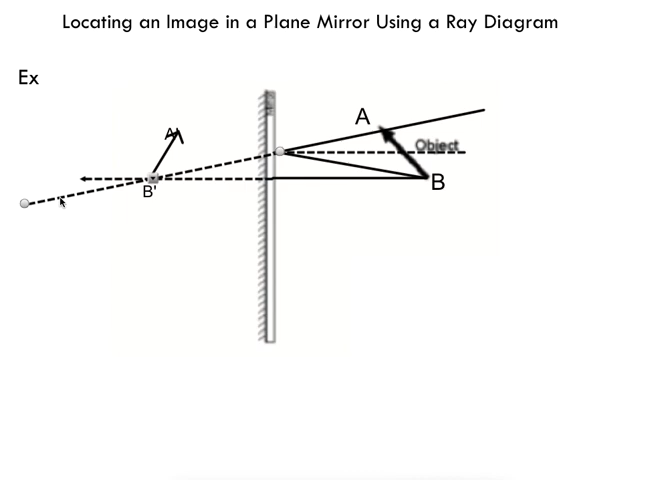 Locating an Image in a Plane Mirror Using a Ray Diagram
Ex
A
A'
Object
B
B'